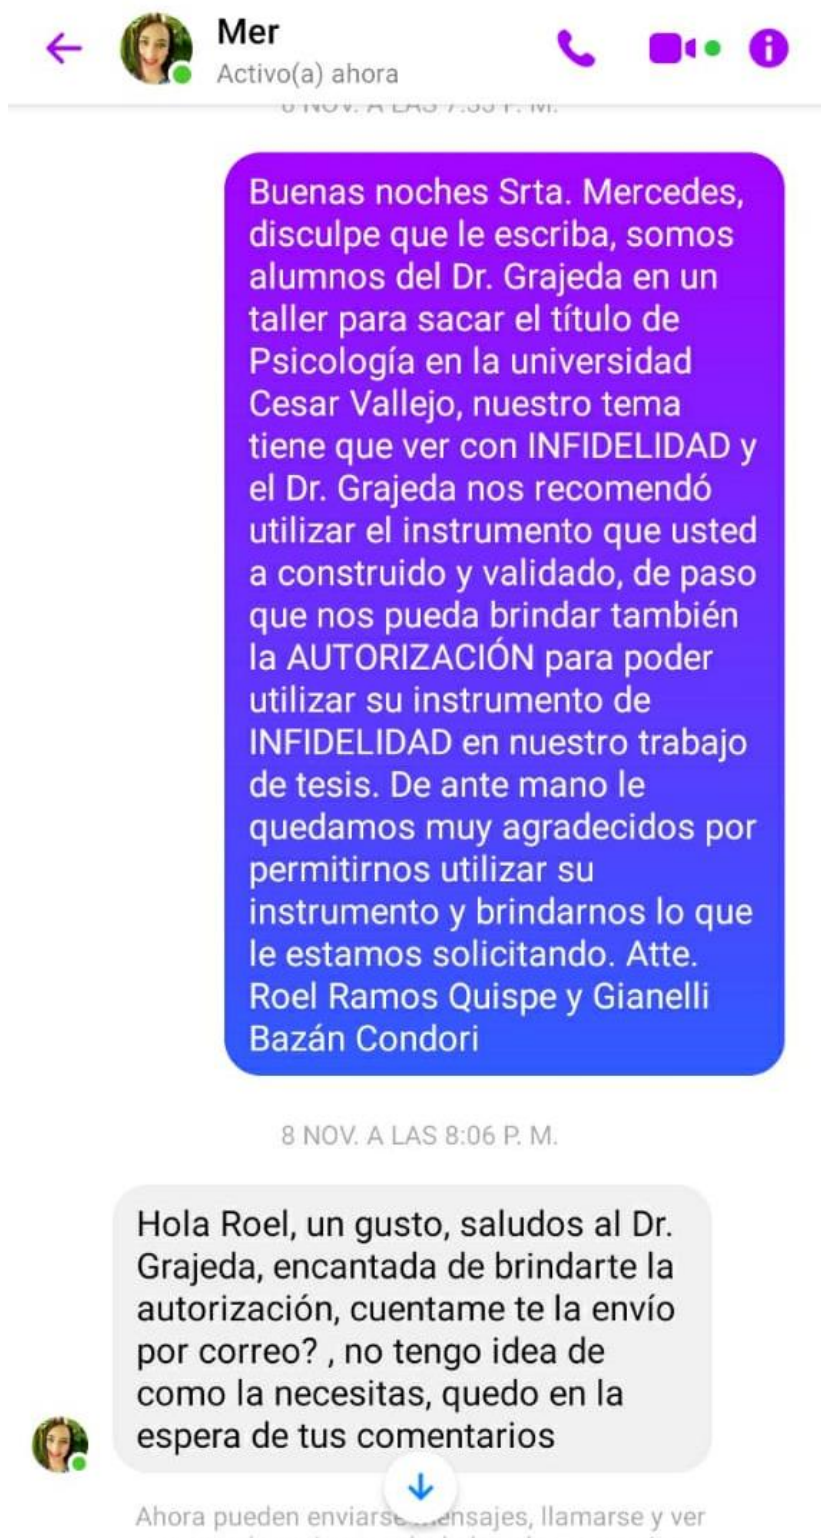 Mer
Activo(a) ahora
Buenas noches Srta. Mercedes,
disculpe que le escriba, somos
alumnos del Dr. Grajeda en un
taller para sacar el título de
Psicología en la universidad
Cesar Vallejo, nuestro tema
tiene que ver con INFIDELIDAD y
el Dr. Grajeda nos recomendó
utilizar el instrumento que usted
a construido y validado, de paso
que nos pueda brindar también
la AUTORIZACIÓN para poder
utilizar su instrumento de
INFIDELIDAD en nuestro trabajo
de tesis. De ante mano le
quedamos muy agradecidos por
permitirnos utilizar su
instrumento y brindarnos lo que
le estamos solicitando. Atte.
Roel Ramos Quispe y Gianelli
Bazán Condori
8 NOV. A LAS 8:06 P. M.
Hola Roel, un gusto, saludos al Dr.
Grajeda, encantada de brindarte la
autorización, cuentame te la envío
por correo? , no tengo idea de
como la necesitas, quedo en la
espera de tus comentarios
Ahora pueden llamarse y ver